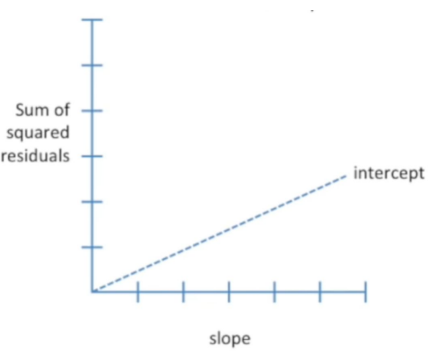 Sum of
squared
residuals
intercept
slope